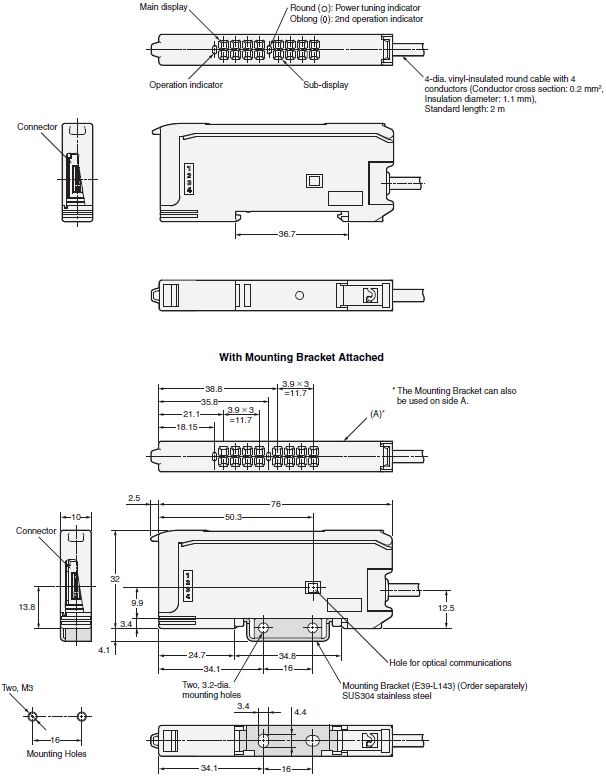 Main display
Round (○): Power tuning indicator
Oblong (0): 2nd operation indicator
Operation indicator
Sub-display
4-dia. vinyl-insulated round cable with 4
conductors (Conductor cross section: 0.2 mm²,
Insulation diameter: 1.1 mm),
Standard length: 2 m
Connector
1
2
3
4
36.7
With Mounting Bracket Attached
38.8
3.9×3
=11.7
35.8
21.1
3.9×3
=11.7
18.15
* The Mounting Bracket can also
be used on side A.
(A)*
2.5
76
10
50.3
Connector
1
2
3
4
32
13.8
9.9
12.5
3.4
4.1
24.7
34.8
34.1
16
Hole for optical communications
Two, 3.2-dia.
mounting holes
Mounting Bracket (E39-L143) (Order separately)
SUS304 stainless steel
Two, M3
3.4
4.4
16
Mounting Holes
34.1
16